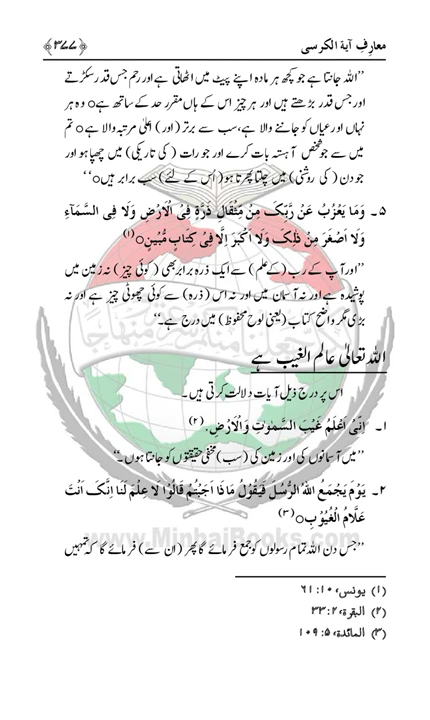 معارفِ آیۃ الکرسی ﴿۳۷۷﴾
’’اللہ جانتا ہے جو کچھ ہر مادہ اپنے پیٹ میں اٹھاتی ہے اور رحم جس قدر سکڑتے
اور جس قدر بڑھتے ہیں اور ہر چیز اس کے ہاں مقرر حد کے ساتھ ہے۝ وہ ہر
نہاں اور عیاں کو جاننے والا ہے، سب سے برتر (اور) اعلیٰ مرتبہ والا ہے۝ تم
میں سے جو شخص آہستہ بات کرے اور جو رات (کی تاریکی) میں چھپا ہو اور
جو دن (کی روشنی) میں چلتا پھرتا ہو (اُس کے لئے) سب برابر ہیں۝‘‘
۵۔ وَمَا يَعْزُبُ عَنْ رَّبِّكَ مِنْ مِّثْقَالِ ذَرَّةٍ فِى الْاَرْضِ وَلَا فِى السَّمَآءِ
وَلَا اَصْغَرَ مِنْ ذٰلِكَ وَلَا اَكْبَرَ اِلَّا فِىْ كِتَابٍ مُّبِيْنٍ۝(۱)
’’اور آپ کے رب (کے علم) سے ایک ذرہ برابر بھی (کوئی چیز) نہ زمین میں
پوشیدہ ہے اور نہ آسمان میں اور نہ اس (ذرہ) سے کوئی چھوٹی چیز ہے اور نہ
بڑی مگر واضح کتاب (یعنی لوح محفوظ) میں درج ہے۔‘‘
اللہ تعالیٰ عالم الغیب ہے
اس پر درج ذیل آیات دلالت کرتی ہیں۔
۱۔ اِنِّىْٓ اَعْلَمُ غَيْبَ السَّمٰوٰتِ وَالْاَرْضِ۔(۲)
’’میں آسمانوں کی اور زمین کی (سب) مخفی حقیقتوں کو جانتا ہوں۔‘‘
۲۔ يَوْمَ يَجْمَعُ اللهُ الرُّسُلَ فَيَقُوْلُ مَاذَا اُجِبْتُمْ قَالُوْا لَا عِلْمَ لَنَا اِنَّكَ اَنْتَ
عَلَّامُ الْغُيُوْبِ۝(۳)
www.MinhajBooks.com
’’جس دن اللہ تمام رسولوں کو جمع فرمائے گا پھر (ان سے) فرمائے گا کہ تمہیں
(۱) یونس، ۱۰: ۶۱
(۲) البقرة، ۲: ۳۳
(۳) المائدة، ۵: ۱۰۹